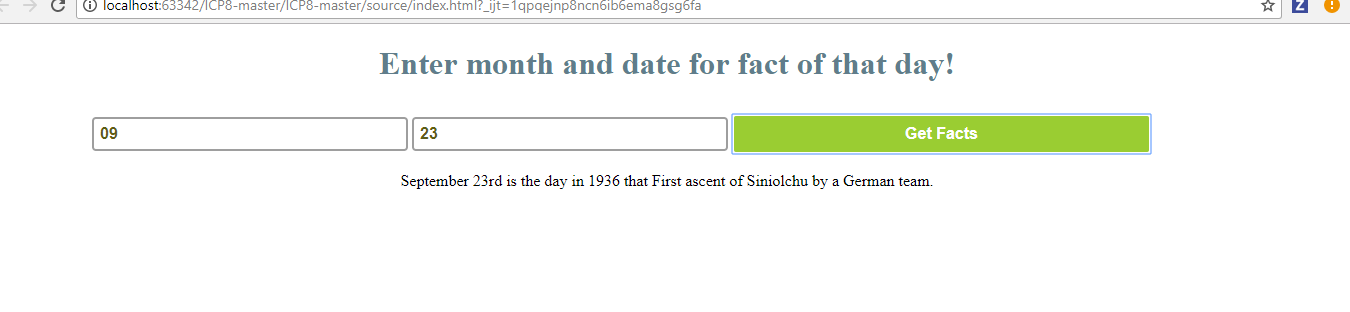 localhost:63342/ICP8-master/ICP8-master/source/index.html?_ijt=1qpqejnp8ncn6ib6ema8gsg6fa
Z
Enter month and date for fact of that day!
09 23 Get Facts
September 23rd is the day in 1936 that First ascent of Siniolchu by a German team.